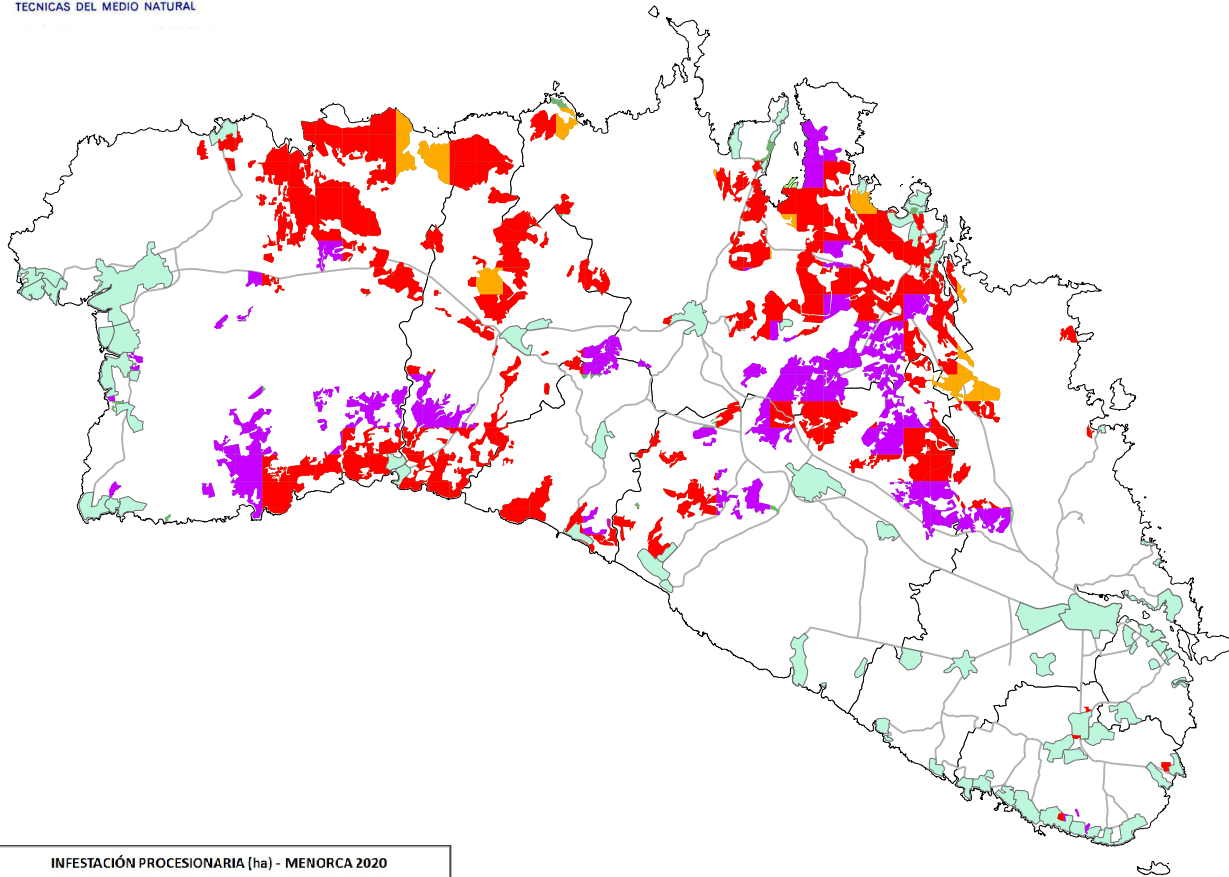 TECNICAS DEL MEDIO NATURAL
INFESTACIÓN PROCESIONARIA (ha) - MENORCA 2020